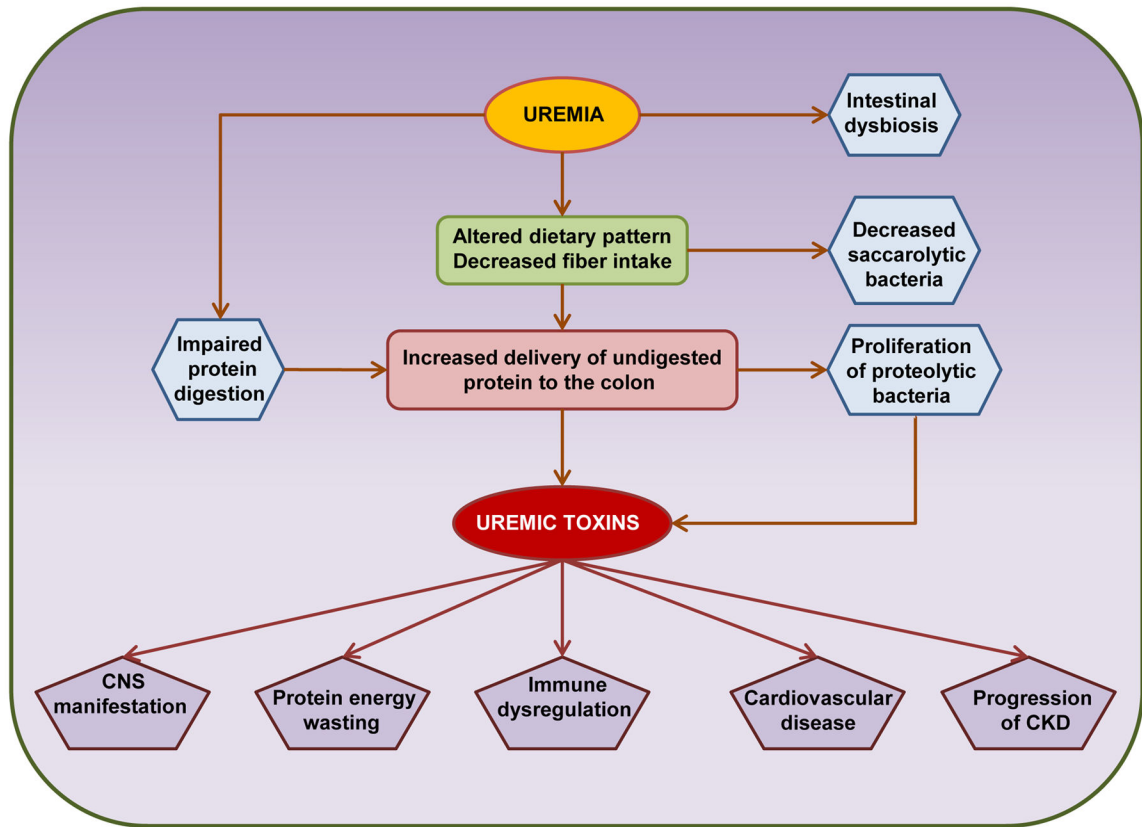 UREMIA
Intestinal
dysbiosis
Altered dietary pattern
Decreased fiber intake
Decreased
saccarolytic
bacteria
Impaired
protein
digestion
Increased delivery of undigested
protein to the colon
Proliferation
of proteolytic
bacteria
UREMIC TOXINS
CNS
manifestation
Protein energy
wasting
Immune
dysregulation
Cardiovascular
disease
Progression
of CKD